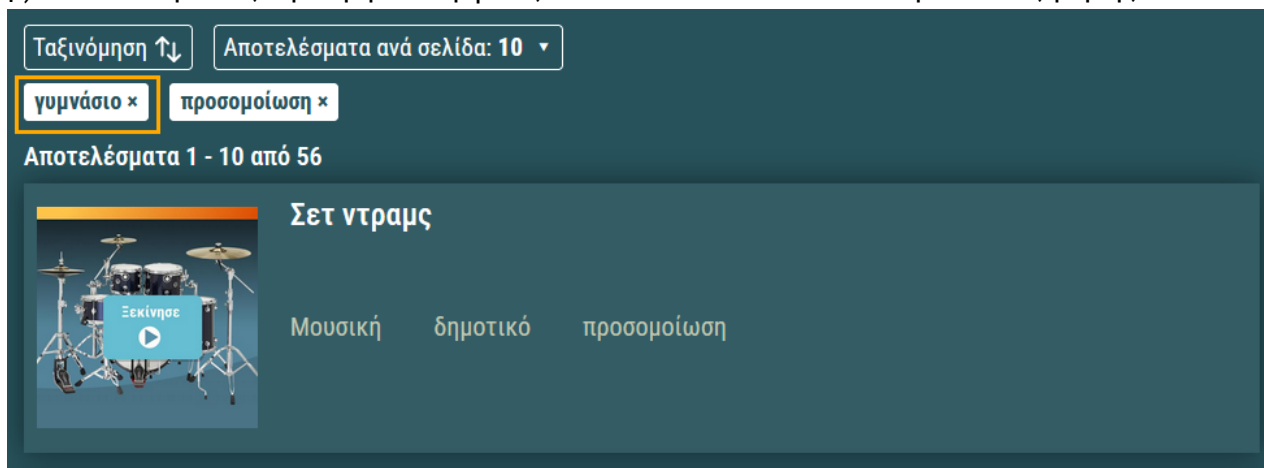 Ταξινόμηση ↑↓ Αποτελέσματα ανά σελίδα: 10 ▾
γυμνάσιο × προσομοίωση ×
Αποτελέσματα 1 - 10 από 56
Σετ ντραμς
Ξεκίνησε
Μουσική δημοτικό προσομοίωση